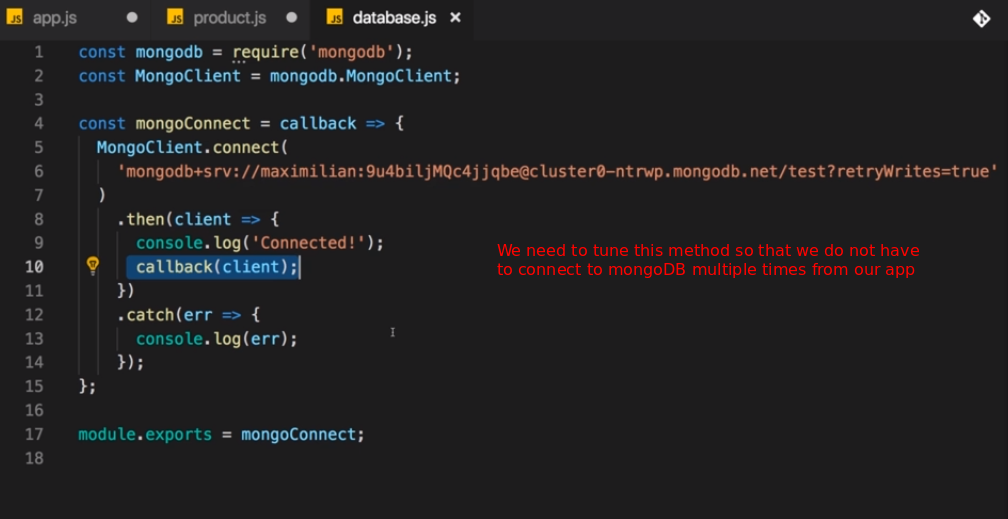 app.js product.js database.js
1 const mongodb = require('mongodb');
2 const MongoClient = mongodb.MongoClient;
3
4 const mongoConnect = callback => {
5 MongoClient.connect(
6 'mongodb+srv://maximilian:9u4biljMQc4jjqbe@cluster0-ntrwp.mongodb.net/test?retryWrites=true'
7 )
8 .then(client => {
9 console.log('Connected!');
We need to tune this method so that we do not have
10 callback(client);
to connect to mongoDB multiple times from our app
11 })
12 .catch(err => {
13 console.log(err);
14 });
15 };
16
17 module.exports = mongoConnect;
18